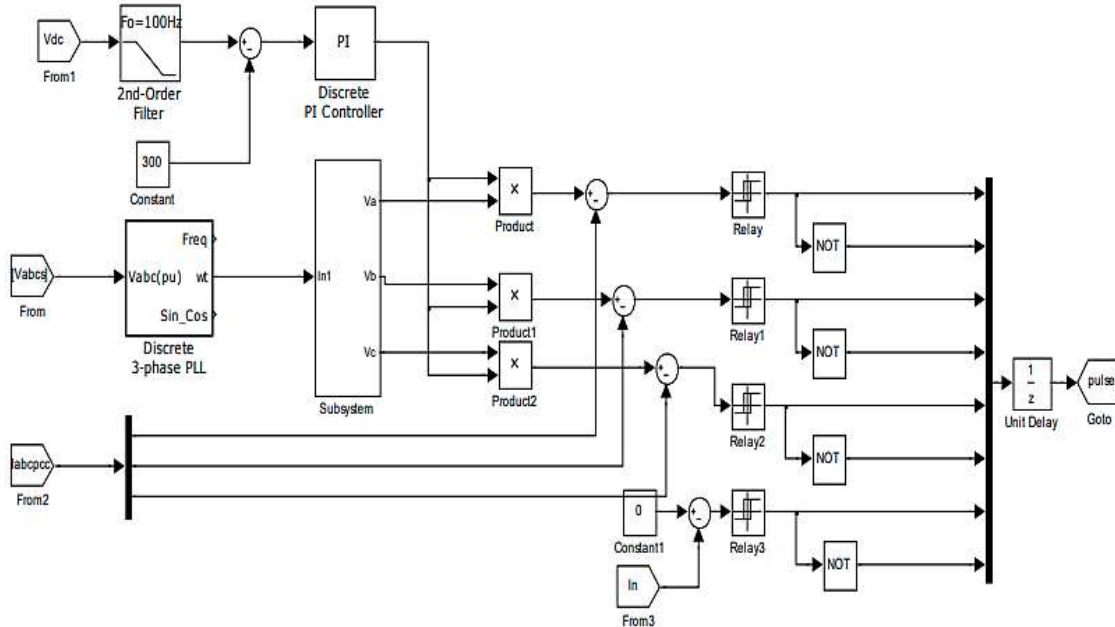 Vdc
From1
Fo=100Hz
2nd-Order
Filter
+
-
PI
Discrete
PI Controller
300
Constant
[Vabcs]
From
Vabc(pu)
Freq
wt
Sin_Cos
Discrete
3-phase PLL
In1
Va
Vb
Vc
Subsystem
Iabcpcc
From2
X
Product
X
Product1
X
Product2
+
-
+
-
+
-
0
Constant1
In
From3
+
-
Relay
NOT
Relay1
NOT
Relay2
NOT
Relay3
NOT
1
z
Unit Delay
pulse
Goto